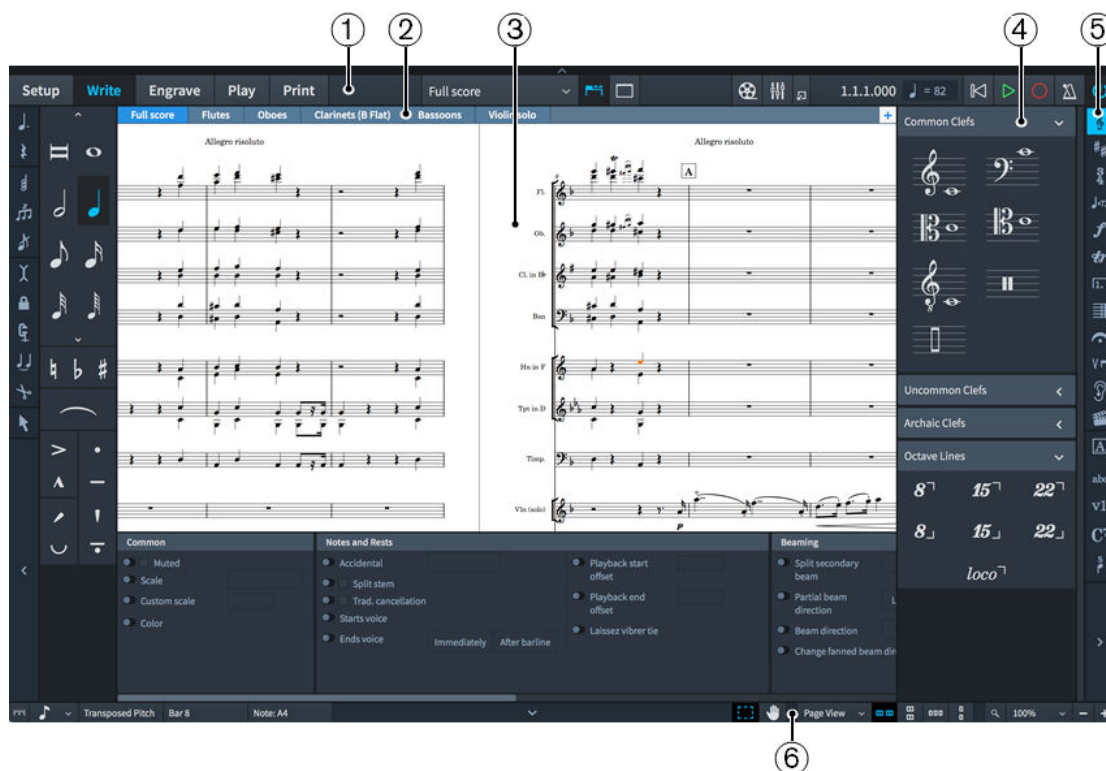 1 2 3 4 5
Setup Write Engrave Play Print Full score 1.1.1.000 = 82
Full score Flutes Oboes Clarinets (B Flat) Bassoons Violin solo + Common Clefs
Allegro risoluto Allegro risoluto
A
Fl.
Ob.
Cl. in B♭
Bsn
Uncommon Clefs
Hn in F
Archaic Clefs
Tpt in D
Octave Lines
Timp.
8 15 22
Vln (solo)
p
8 15 22
loco
Common Notes and Rests Beaming
Muted Accidental Playback start offset Split secondary beam
Scale Split stem
Custom scale Trad. cancellation Playback end offset Partial beam direction L
Color Starts voice
Ends voice Immediately After barline Laissez vibrer tie Beam direction
Change fanned beam dir
Transposed Pitch Bar 8 Note: A4 Page View 100%
6